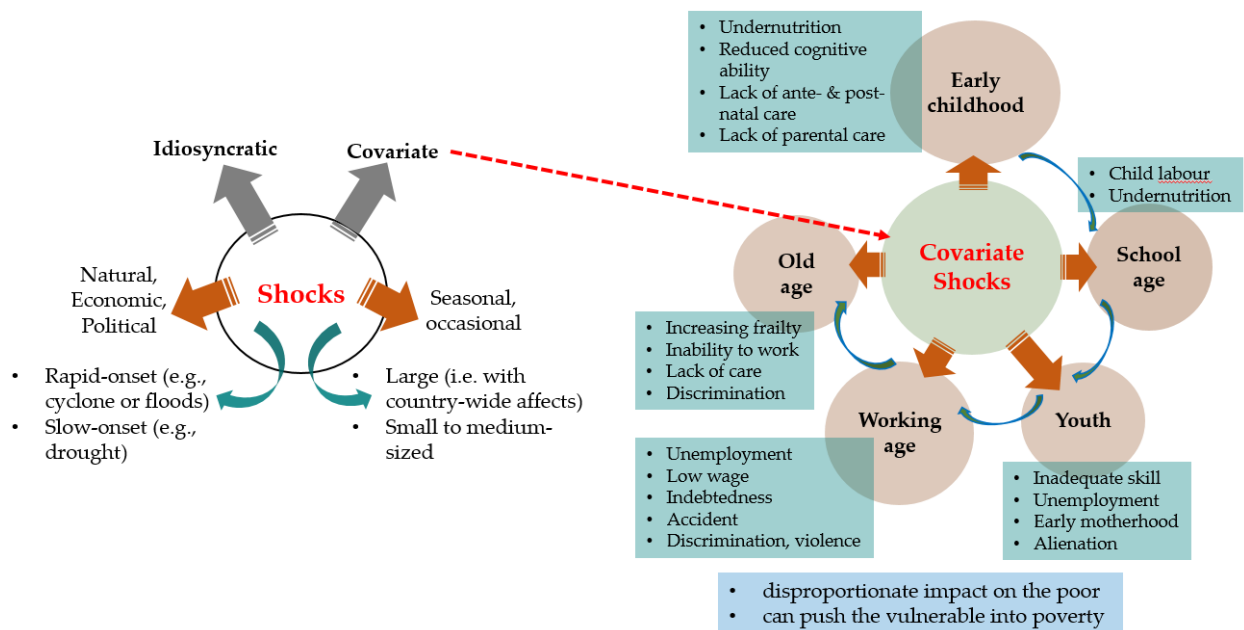 Idiosyncratic
Covariate
Natural,
Economic,
Political
Shocks
Seasonal,
occasional
• Rapid-onset (e.g.,
cyclone or floods)
• Slow-onset (e.g.,
drought)
• Large (i.e. with
country-wide affects)
• Small to medium-
sized
• Undernutrition
• Reduced cognitive
ability
• Lack of ante- & post-
natal care
• Lack of parental care
Early
childhood
• Child labour
• Undernutrition
Old
age
Covariate
Shocks
School
age
• Increasing frailty
• Inability to work
• Lack of care
• Discrimination
Working
age
Youth
• Unemployment
• Low wage
• Indebtedness
• Accident
• Discrimination, violence
• Inadequate skill
• Unemployment
• Early motherhood
• Alienation
• disproportionate impact on the poor
• can push the vulnerable into poverty